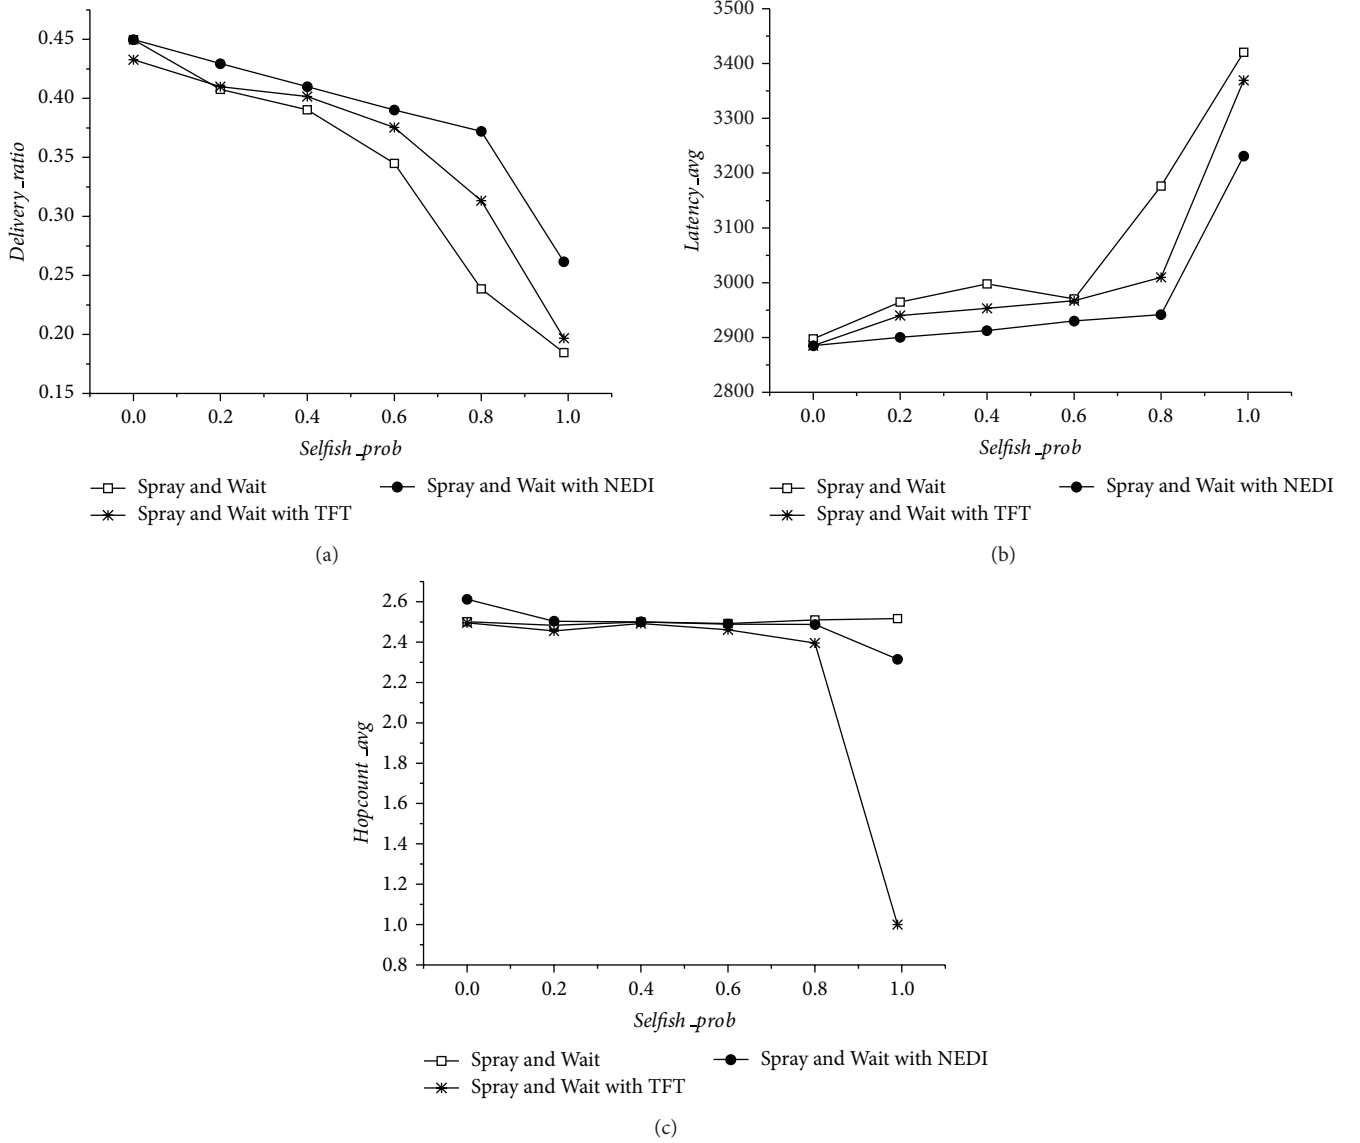 0.45
0.40
0.35
0.30
0.25
0.20
0.15
Delivery_ratio
0.0 0.2 0.4 0.6 0.8 1.0
Selfish_prob
Spray and Wait
Spray and Wait with NEDI
Spray and Wait with TFT
(a)
3500
3400
3300
3200
3100
3000
2900
2800
Latency_avg
0.0 0.2 0.4 0.6 0.8 1.0
Selfish_prob
Spray and Wait
Spray and Wait with NEDI
Spray and Wait with TFT
(b)
2.6
2.4
2.2
2.0
1.8
1.6
1.4
1.2
1.0
0.8
Hopcount_avg
0.0 0.2 0.4 0.6 0.8 1.0
Selfish_prob
Spray and Wait
Spray and Wait with NEDI
Spray and Wait with TFT
(c)